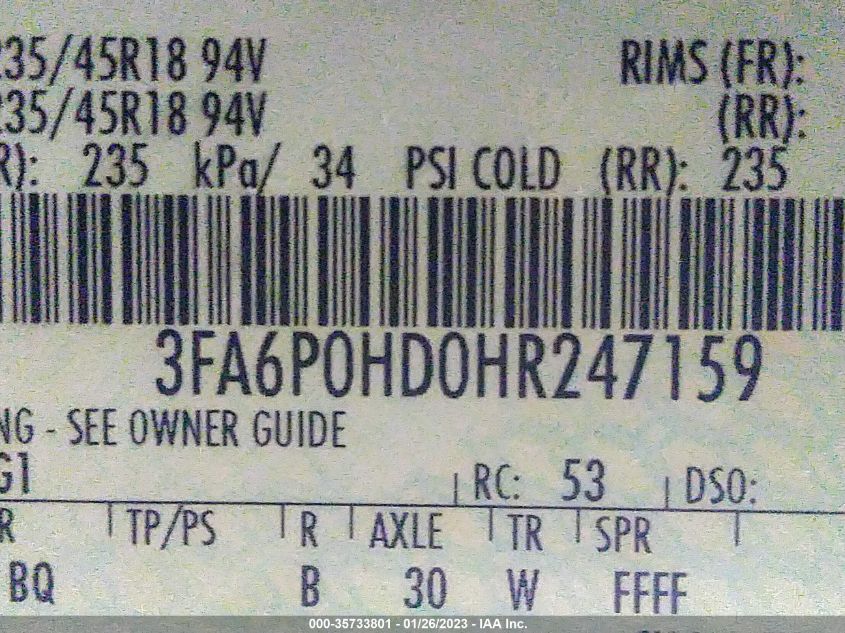 235/45R18 94V RIMS (FR):
235/45R18 94V (RR):
R): 235 kPa/ 34 PSI COLD (RR): 235
3FA6P0HD0HR247159
NG - SEE OWNER GUIDE
G1 RC: 53 DSO:
R TP/PS R AXLE TR SPR
BQ B 30 W FFFF
000-35733801 - 01/26/2023 - IAA Inc.